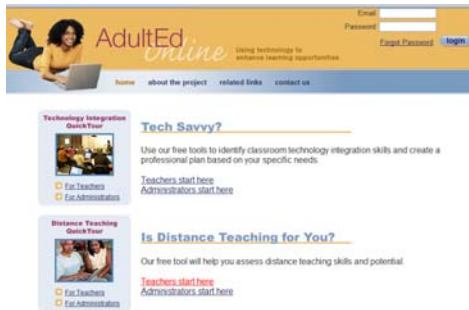 Email
Password
Forgot Password login
AdultEd
Online
Using technology to
enhance learning opportunities
home about the project related links contact us
Technology Integration
QuickTour
For Teachers
For Administrators
Tech Savvy?
Use our free tools to identify classroom technology integration skills and create a
professional plan based on your specific needs.
Teachers start here
Administrators start here
Distance Teaching
QuickTour
For Teachers
For Administrators
Is Distance Teaching for You?
Our free tool will help you assess distance teaching skills and potential.
Teachers start here
Administrators start here